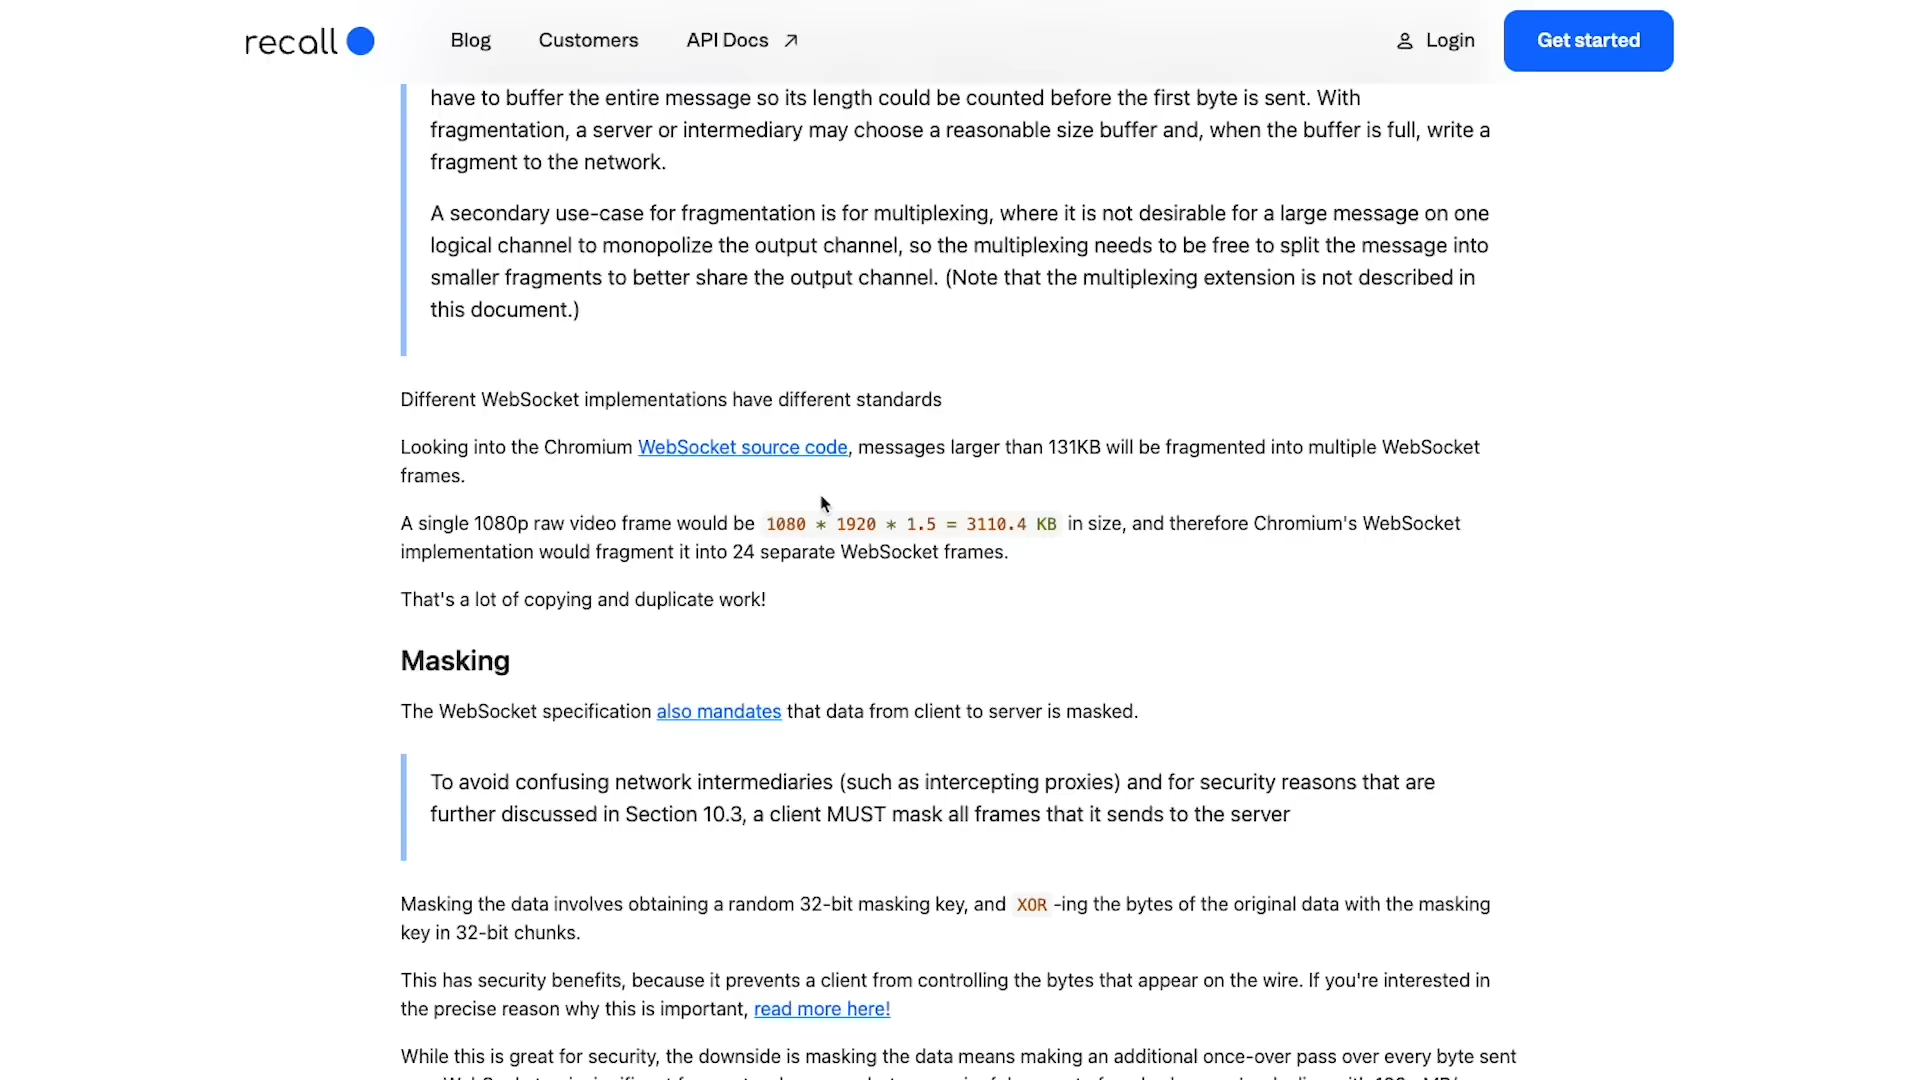 recall
Blog
Customers
API Docs
Login
Get started
have to buffer the entire message so its length could be counted before the first byte is sent. With
fragmentation, a server or intermediary may choose a reasonable size buffer and, when the buffer is full, write a
fragment to the network.
A secondary use-case for fragmentation is for multiplexing, where it is not desirable for a large message on one
logical channel to monopolize the output channel, so the multiplexing needs to be free to split the message into
smaller fragments to better share the output channel. (Note that the multiplexing extension is not described in
this document.)
Different WebSocket implementations have different standards
Looking into the Chromium WebSocket source code, messages larger than 131KB will be fragmented into multiple WebSocket
frames.
A single 1080p raw video frame would be 1080 * 1920 * 1.5 = 3110.4 KB in size, and therefore Chromium's WebSocket
implementation would fragment it into 24 separate WebSocket frames.
That's a lot of copying and duplicate work!
Masking
The WebSocket specification also mandates that data from client to server is masked.
To avoid confusing network intermediaries (such as intercepting proxies) and for security reasons that are
further discussed in Section 10.3, a client MUST mask all frames that it sends to the server
Masking the data involves obtaining a random 32-bit masking key, and XOR -ing the bytes of the original data with the masking
key in 32-bit chunks.
This has security benefits, because it prevents a client from controlling the bytes that appear on the wire. If you're interested in
the precise reason why this is important, read more here!
While this is great for security, the downside is masking the data means making an additional once-over pass over every byte sent